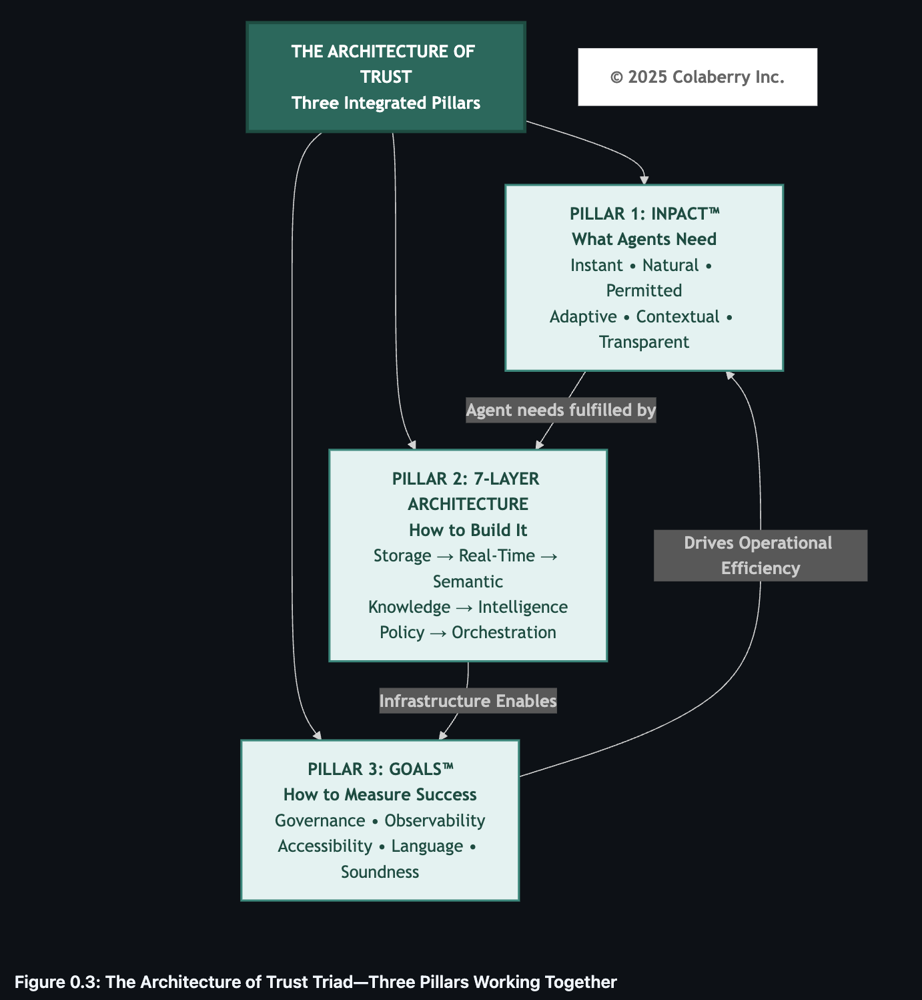 THE ARCHITECTURE OF
TRUST
Three Integrated Pillars
© 2025 Colaberry Inc.
PILLAR 1: INPACT™
What Agents Need
Instant • Natural •
Permitted
Adaptive • Contextual •
Transparent
Agent needs fulfilled by
PILLAR 2: 7-LAYER
ARCHITECTURE
How to Build It
Storage → Real-Time →
Semantic
Knowledge → Intelligence
Policy → Orchestration
Drives Operational
Efficiency
Infrastructure Enables
PILLAR 3: GOALS™
How to Measure Success
Governance • Observability
Accessibility • Language •
Soundness
Figure 0.3: The Architecture of Trust Triad—Three Pillars Working Together